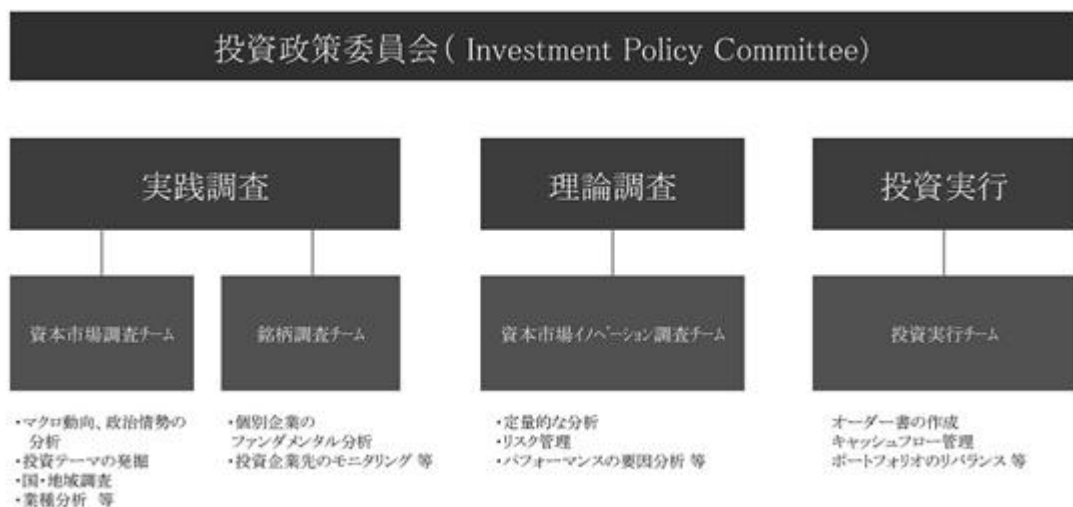 投資政策委員会( Investment Policy Committee)
実践調査
理論調査
投資実行
資本市場調査チーム
銘柄調査チーム
資本市場イノベーション調査チーム
投資実行チーム
・マクロ動向、政治情勢の
分析
・投資テーマの発掘
・国・地域調査
・業種分析 等
・個別企業の
ファンダメンタル分析
・投資企業先のモニタリング 等
・定量的な分析
・リスク管理
・パフォーマンスの要因分析 等
オーダー書の作成
キャッシュフロー管理
ポートフォリオのリバランス 等